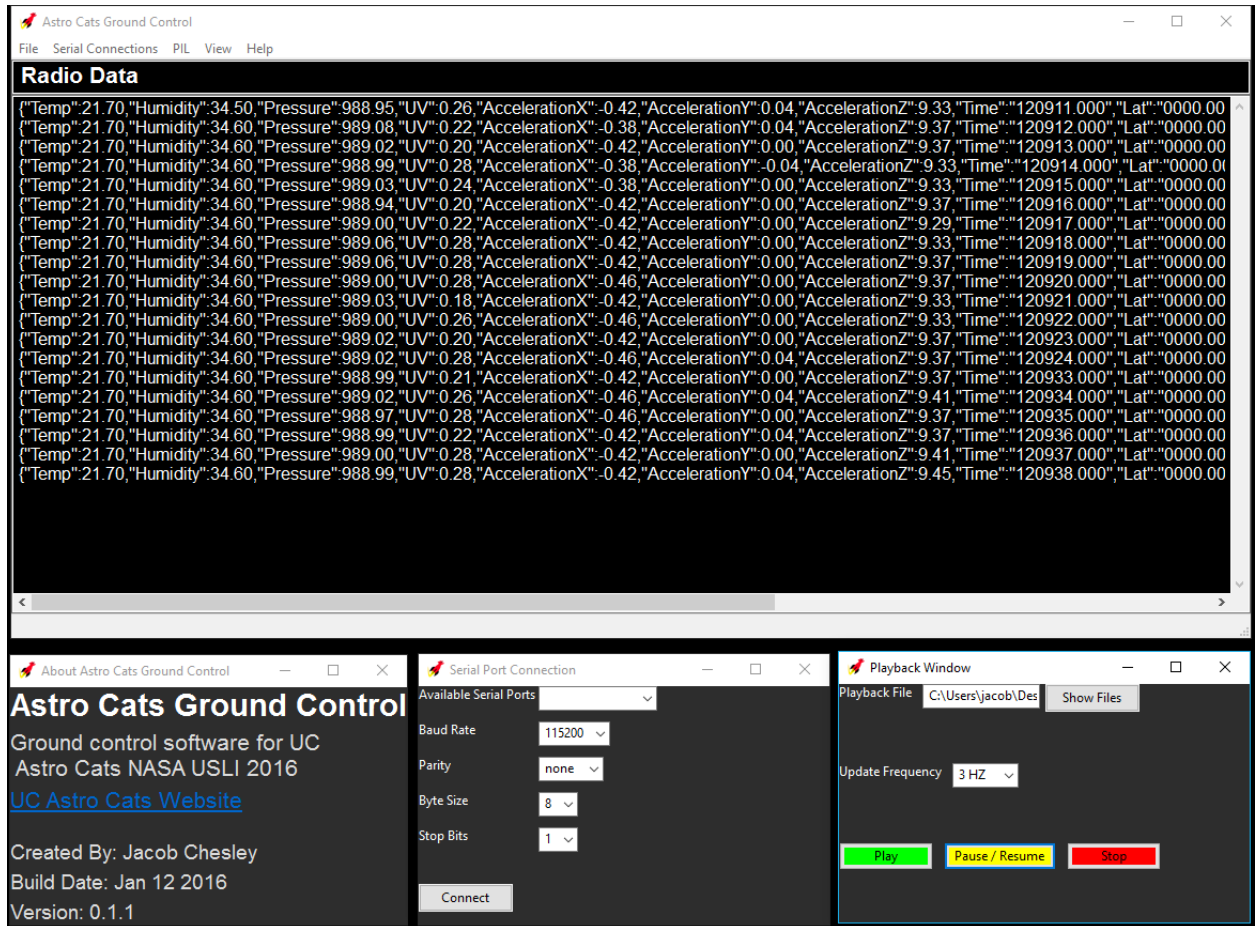 Astro Cats Ground Control
File Serial Connections PIL View Help
Radio Data
{"Temp":21.70,"Humidity":34.50,"Pressure":988.95,"UV":0.26,"AccelerationX":-0.42,"AccelerationY":0.04,"AccelerationZ":9.33,"Time":"120911.000","Lat":"0000.00
{"Temp":21.70,"Humidity":34.60,"Pressure":989.08,"UV":0.22,"AccelerationX":-0.38,"AccelerationY":0.04,"AccelerationZ":9.37,"Time":"120912.000","Lat":"0000.00
{"Temp":21.70,"Humidity":34.60,"Pressure":989.02,"UV":0.20,"AccelerationX":-0.42,"AccelerationY":0.00,"AccelerationZ":9.37,"Time":"120913.000","Lat":"0000.00
{"Temp":21.70,"Humidity":34.60,"Pressure":988.99,"UV":0.28,"AccelerationX":-0.38,"AccelerationY":-0.04,"AccelerationZ":9.33,"Time":"120914.000","Lat":"0000.0(
{"Temp":21.70,"Humidity":34.60,"Pressure":989.03,"UV":0.24,"AccelerationX":-0.38,"AccelerationY":0.00,"AccelerationZ":9.33,"Time":"120915.000","Lat":"0000.00
{"Temp":21.70,"Humidity":34.60,"Pressure":988.94,"UV":0.20,"AccelerationX":-0.42,"AccelerationY":0.00,"AccelerationZ":9.37,"Time":"120916.000","Lat":"0000.00
{"Temp":21.70,"Humidity":34.60,"Pressure":989.00,"UV":0.22,"AccelerationX":-0.42,"AccelerationY":0.00,"AccelerationZ":9.29,"Time":"120917.000","Lat":"0000.00
{"Temp":21.70,"Humidity":34.60,"Pressure":989.06,"UV":0.28,"AccelerationX":-0.42,"AccelerationY":0.00,"AccelerationZ":9.33,"Time":"120918.000","Lat":"0000.00
{"Temp":21.70,"Humidity":34.60,"Pressure":989.06,"UV":0.28,"AccelerationX":-0.42,"AccelerationY":0.00,"AccelerationZ":9.37,"Time":"120919.000","Lat":"0000.00
{"Temp":21.70,"Humidity":34.60,"Pressure":989.00,"UV":0.28,"AccelerationX":-0.46,"AccelerationY":0.00,"AccelerationZ":9.37,"Time":"120920.000","Lat":"0000.00
{"Temp":21.70,"Humidity":34.60,"Pressure":989.03,"UV":0.18,"AccelerationX":-0.42,"AccelerationY":0.00,"AccelerationZ":9.33,"Time":"120921.000","Lat":"0000.00
{"Temp":21.70,"Humidity":34.60,"Pressure":989.00,"UV":0.26,"AccelerationX":-0.46,"AccelerationY":0.00,"AccelerationZ":9.33,"Time":"120922.000","Lat":"0000.00
{"Temp":21.70,"Humidity":34.60,"Pressure":989.02,"UV":0.20,"AccelerationX":-0.42,"AccelerationY":0.00,"AccelerationZ":9.37,"Time":"120923.000","Lat":"0000.00
{"Temp":21.70,"Humidity":34.60,"Pressure":989.02,"UV":0.28,"AccelerationX":-0.46,"AccelerationY":0.04,"AccelerationZ":9.37,"Time":"120924.000","Lat":"0000.00
{"Temp":21.70,"Humidity":34.60,"Pressure":988.99,"UV":0.21,"AccelerationX":-0.42,"AccelerationY":0.00,"AccelerationZ":9.37,"Time":"120933.000","Lat":"0000.00
{"Temp":21.70,"Humidity":34.60,"Pressure":989.02,"UV":0.26,"AccelerationX":-0.46,"AccelerationY":0.04,"AccelerationZ":9.41,"Time":"120934.000","Lat":"0000.00
{"Temp":21.70,"Humidity":34.60,"Pressure":988.97,"UV":0.28,"AccelerationX":-0.46,"AccelerationY":0.00,"AccelerationZ":9.37,"Time":"120935.000","Lat":"0000.00
{"Temp":21.70,"Humidity":34.60,"Pressure":988.99,"UV":0.22,"AccelerationX":-0.42,"AccelerationY":0.04,"AccelerationZ":9.37,"Time":"120936.000","Lat":"0000.00
{"Temp":21.70,"Humidity":34.60,"Pressure":989.00,"UV":0.28,"AccelerationX":-0.42,"AccelerationY":0.00,"AccelerationZ":9.41,"Time":"120937.000","Lat":"0000.00
{"Temp":21.70,"Humidity":34.60,"Pressure":988.99,"UV":0.28,"AccelerationX":-0.42,"AccelerationY":0.04,"AccelerationZ":9.45,"Time":"120938.000","Lat":"0000.00
About Astro Cats Ground Control
Astro Cats Ground Control
Ground control software for UC
Astro Cats NASA USLI 2016
UC Astro Cats Website
Created By: Jacob Chesley
Build Date: Jan 12 2016
Version: 0.1.1
Serial Port Connection
Available Serial Ports
Baud Rate 115200
Parity none
Byte Size 8
Stop Bits 1
Connect
Playback Window
Playback File C:\Users\jacob\Des Show Files
Update Frequency 3 HZ
Play Pause / Resume Stop